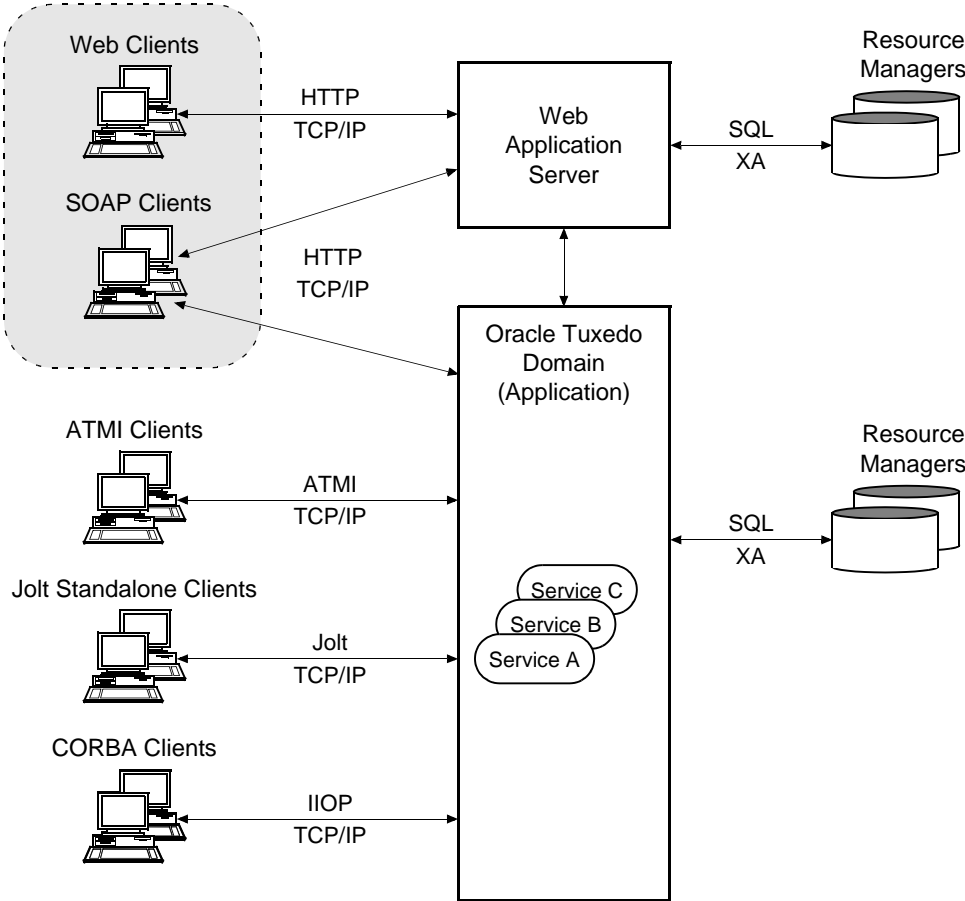 Web Clients
HTTP
TCP/IP
Web
Application
Server
SQL
XA
Resource
Managers
SOAP Clients
HTTP
TCP/IP
Oracle Tuxedo
Domain
(Application)
ATMI Clients
ATMI
TCP/IP
Resource
Managers
SQL
XA
Service C
Service B
Service A
Jolt Standalone Clients
Jolt
TCP/IP
CORBA Clients
IIOP
TCP/IP